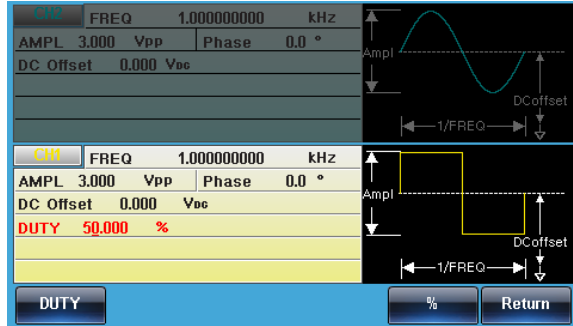 CH2 FREQ 1.000000000 kHz
AMPL 3.000 Vpp Phase 0.0 °
DC Offset 0.000 VDC
Ampl
DCoffset
1/FREQ
CH1 FREQ 1.000000000 kHz
AMPL 3.000 Vpp Phase 0.0 °
DC Offset 0.000 VDC
DUTY 50.000 %
Ampl
DCoffset
1/FREQ
DUTY % Return